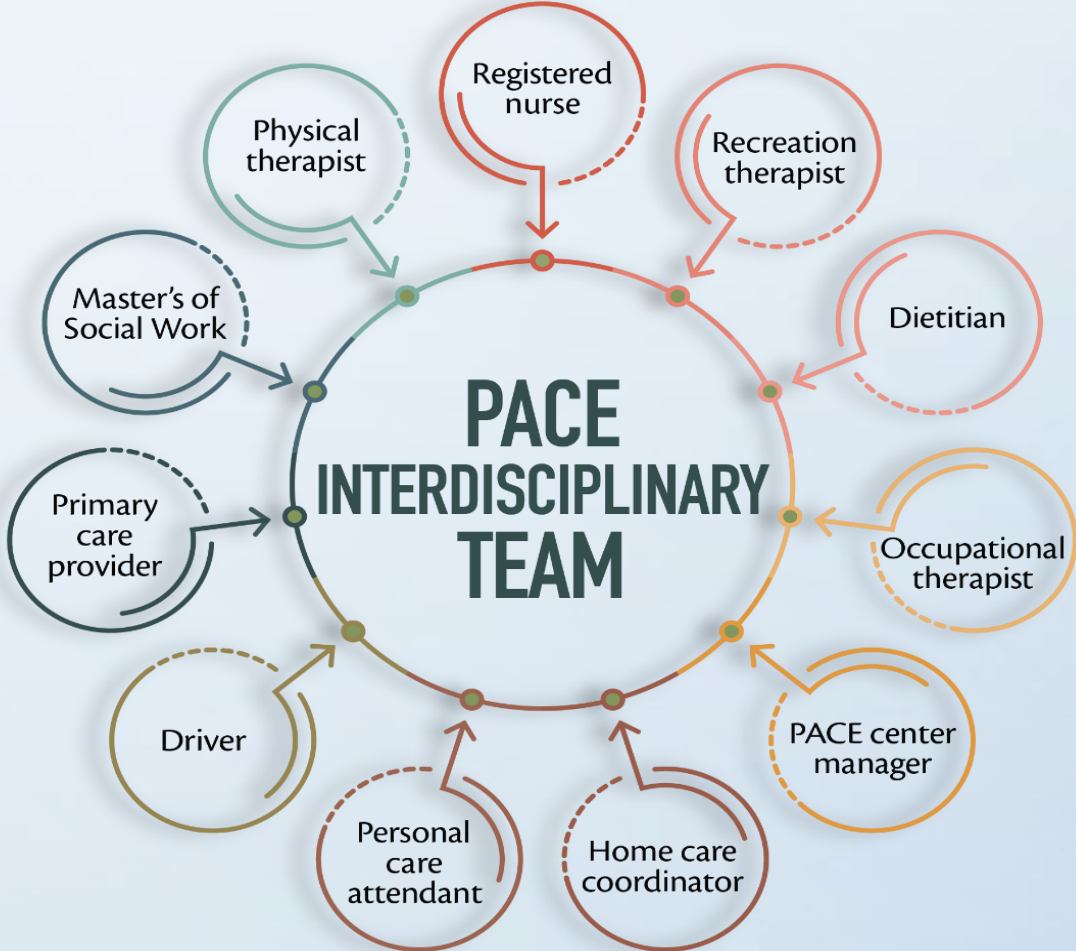 PACE
INTERDISCIPLINARY
TEAM
Registered
nurse
Recreation
therapist
Dietitian
Occupational
therapist
PACE center
manager
Home care
coordinator
Personal
care
attendant
Driver
Primary
care
provider
Master’s of
Social Work
Physical
therapist